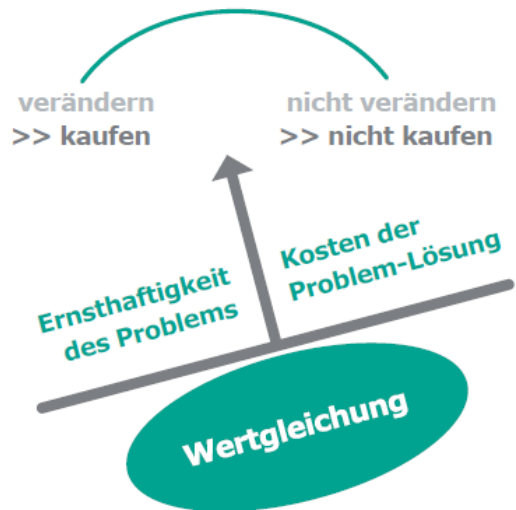 verändern
>> kaufen
nicht verändern
>> nicht kaufen
Ernsthaftigkeit
des Problems
Kosten der
Problem-Lösung
Wertgleichung